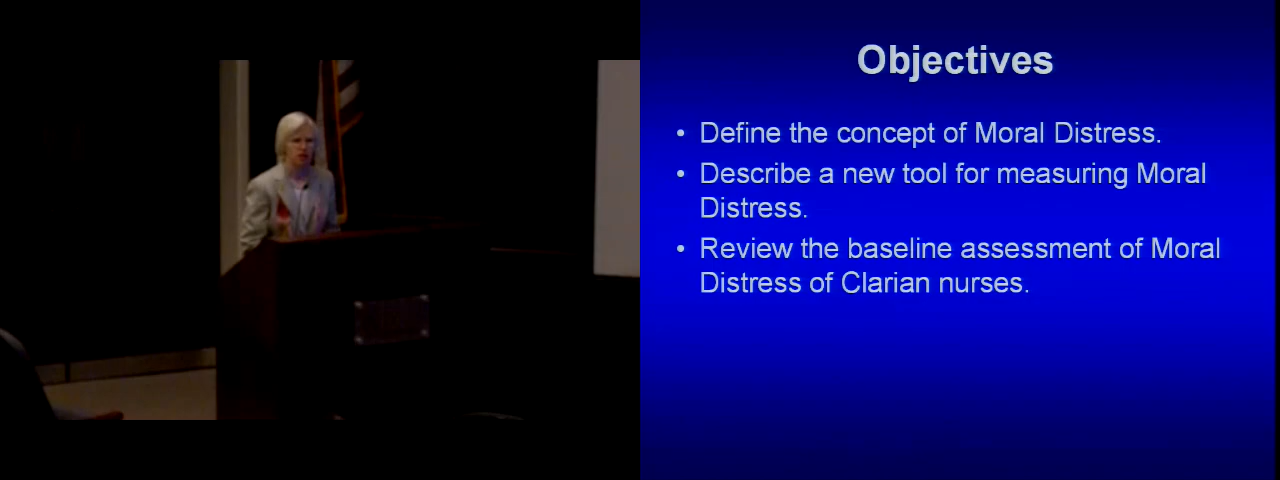 Objectives
• Define the concept of Moral Distress.
• Describe a new tool for measuring Moral
Distress.
• Review the baseline assessment of Moral
Distress of Clarian nurses.